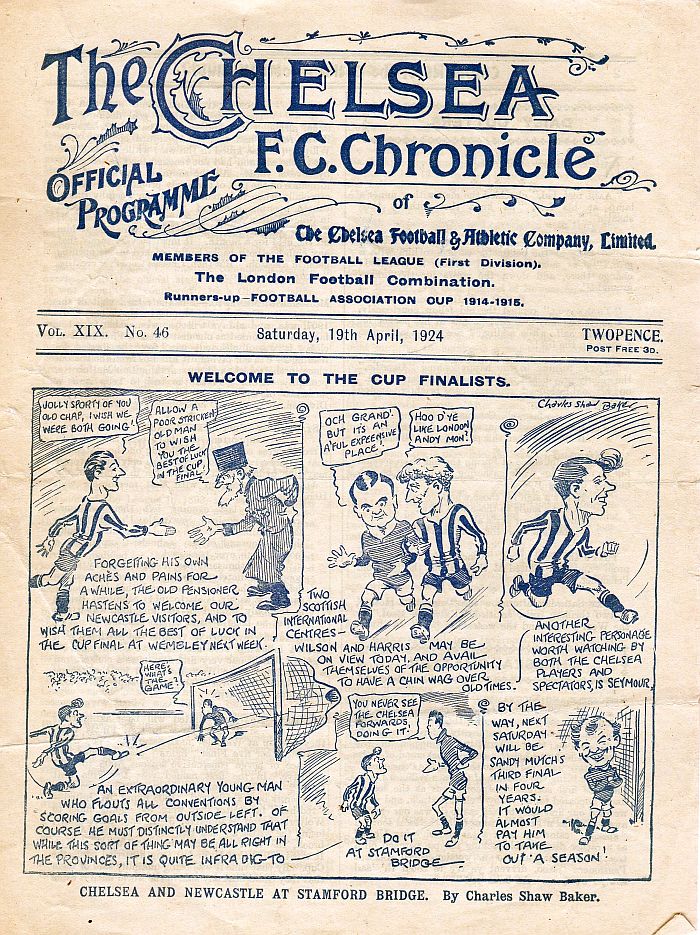 The CHELSEA
F.C. Chronicle
OFFICIAL
PROGRAMME
of
The Chelsea Football & Athletic Company, Limited.
MEMBERS OF THE FOOTBALL LEAGUE (First Division).
The London Football Combination.
Runners-up—FOOTBALL ASSOCIATION CUP 1914-1915.
VOL. XIX. No. 46
Saturday, 19th April, 1924
TWOPENCE.
POST FREE 3D.
WELCOME TO THE CUP FINALISTS.
JOLLY SPORTY OF YOU
OLD CHAP, I WISH WE
WERE BOTH GOING!
ALLOW A
POOR STRICKEN
OLD MAN
TO WISH
YOU THE
BEST OF LUCK
IN THE CUP
FINAL
FORGETTING HIS OWN
ACHES AND PAINS FOR
A WHILE, THE OLD PENSIONER
HASTENS TO WELCOME OUR
NEWCASTLE VISITORS, AND TO
WISH THEM ALL THE BEST OF LUCK IN
THE CUP FINAL AT WEMBLEY NEXT WEEK.
OCH GRAND!
BUT ITS AN
A'FUL EXPEENSIVE
PLACE!
HOO D'YE
LIKE LONDON
ANDY MON?
TWO
SCOTTISH
INTERNATIONAL
CENTRES—
WILSON AND HARRIS MAY BE
ON VIEW TODAY, AND AVAIL
THEMSELVES OF THE OPPORTUNITY
TO HAVE A CHIN WAG OVER
OLD TIMES.
Charles Shaw Baker
ANOTHER
INTERESTING PERSONAGE
WORTH WATCHING BY
BOTH THE CHELSEA
PLAYERS AND
SPECTATORS, IS SEYMOUR,
HERE'S
WHAT'S
THE
GAME?
AN EXTRAORDINARY YOUNG MAN
WHO FLOUTS ALL CONVENTIONS BY
SCORING GOALS FROM OUTSIDE LEFT. OF
COURSE HE MUST DISTINCTLY UNDERSTAND THAT
WHILE THIS SORT OF THING MAY BE ALL RIGHT IN
THE PROVINCES, IT IS QUITE INFRA DIG TO
YOU NEVER SEE
THE CHELSEA
FORWARDS
DOING IT!
DO IT
AT STAMFORD
BRIDGE
BY THE
WAY, NEXT
SATURDAY
WILL BE
SANDY MUTCH'S
THIRD FINAL
IN FOUR
YEARS.
IT WOULD
ALMOST
PAY HIM
TO TAKE
OUT 'A SEASON'!
CHELSEA AND NEWCASTLE AT STAMFORD BRIDGE. By Charles Shaw Baker.